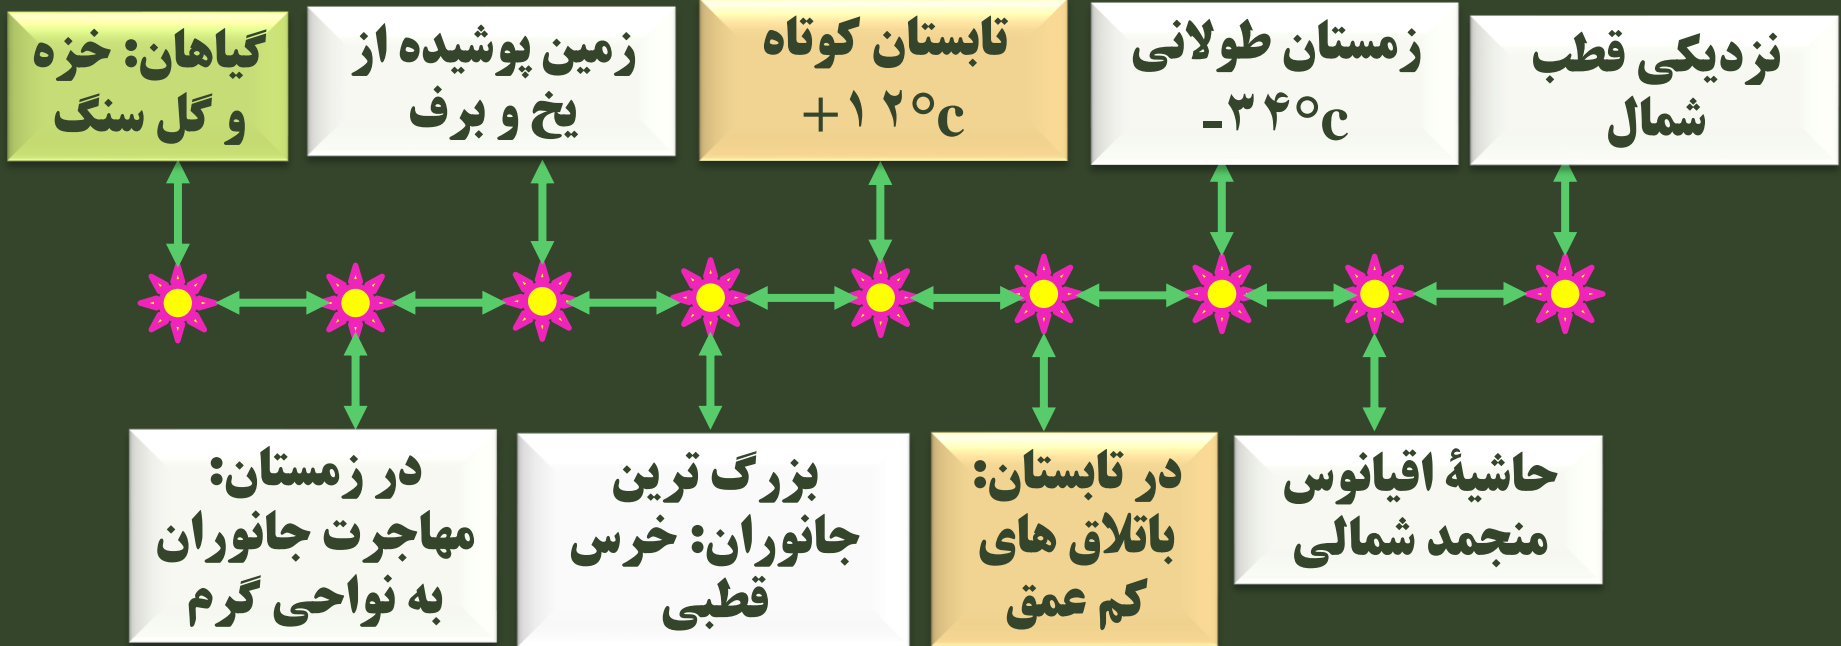 نزدیکی قطب
شمال
زمستان طولانی
-۳۴°c
تابستان کوتاه
+۱۲°c
زمین پوشیده از
یخ و برف
گیاهان: خزه
و گل سنگ
حاشیهٔ اقیانوس
منجمد شمالی
در تابستان:
باتلاق های
کم عمق
بزرگ ترین
جانوران: خرس
قطبی
در زمستان:
مهاجرت جانوران
به نواحی گرم